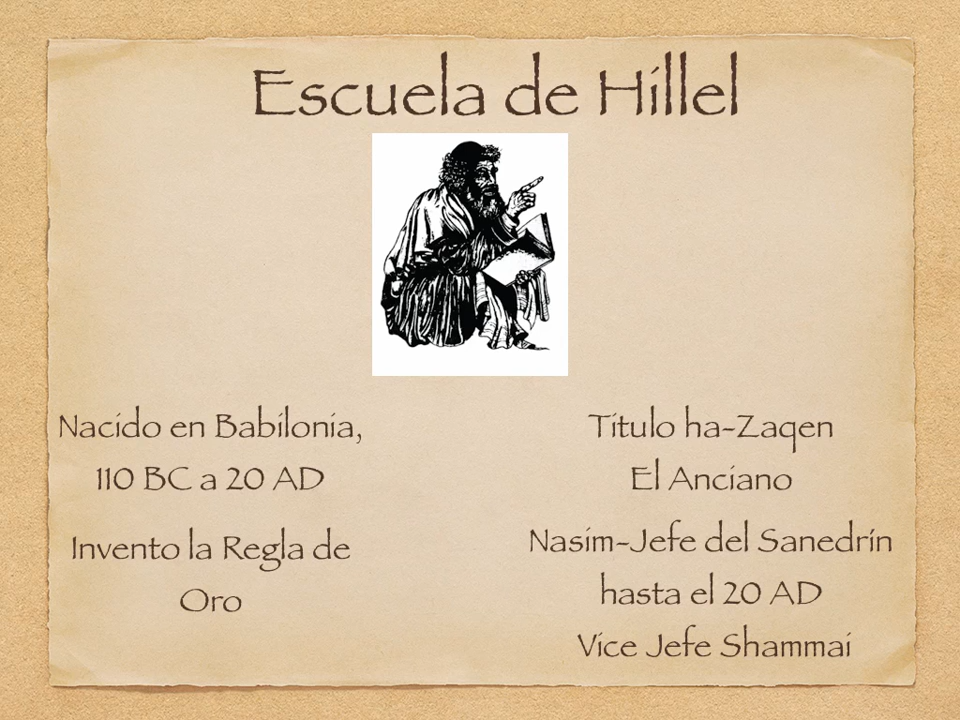 Escuela de Hillel
Nacido en Babilonia,
110 BC a 20 AD
Invento la Regla de
Oro
Titulo ha-Zaqen
El Anciano
Nasim-Jefe del Sanedrín
hasta el 20 AD
Vice Jefe Shammai